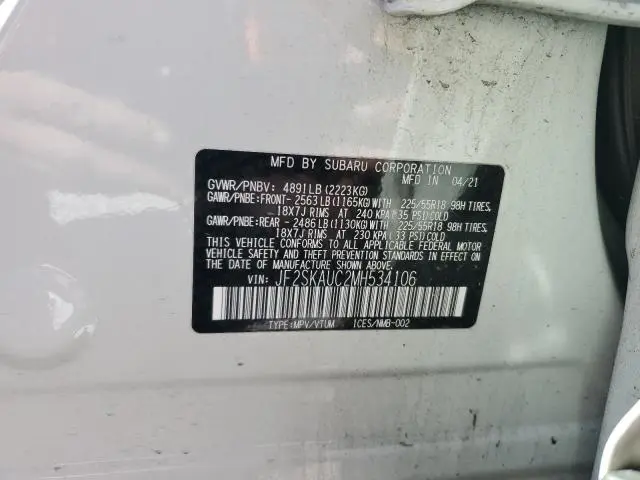 MFD BY SUBARU CORPORATION
MFD IN 04/21
GVWR/PNBV: 4891LB(2223KG)
GAWR/PNBE:FRONT- 2563LB(1165KG)WITH 225/55R18 98H TIRES,
18X7J RIMS AT 240 KPA(35 PSI)COLD
GAWR/PNBE:REAR - 2486LB(1130KG)WITH 225/55R18 98H TIRES,
18X7J RIMS AT 230 KPA(33 PSI)COLD
THIS VEHICLE CONFORMS TO ALL APPLICABLE FEDERAL MOTOR
VEHICLE SAFETY AND THEFT PREVENTION STANDARDS IN EFFECT ON
THE DATE OF MANUFACTURE SHOWN ABOVE.
VIN: JF2SKAUC2MH534106
TYPE:MPV/VTUM ICES/NMB-002